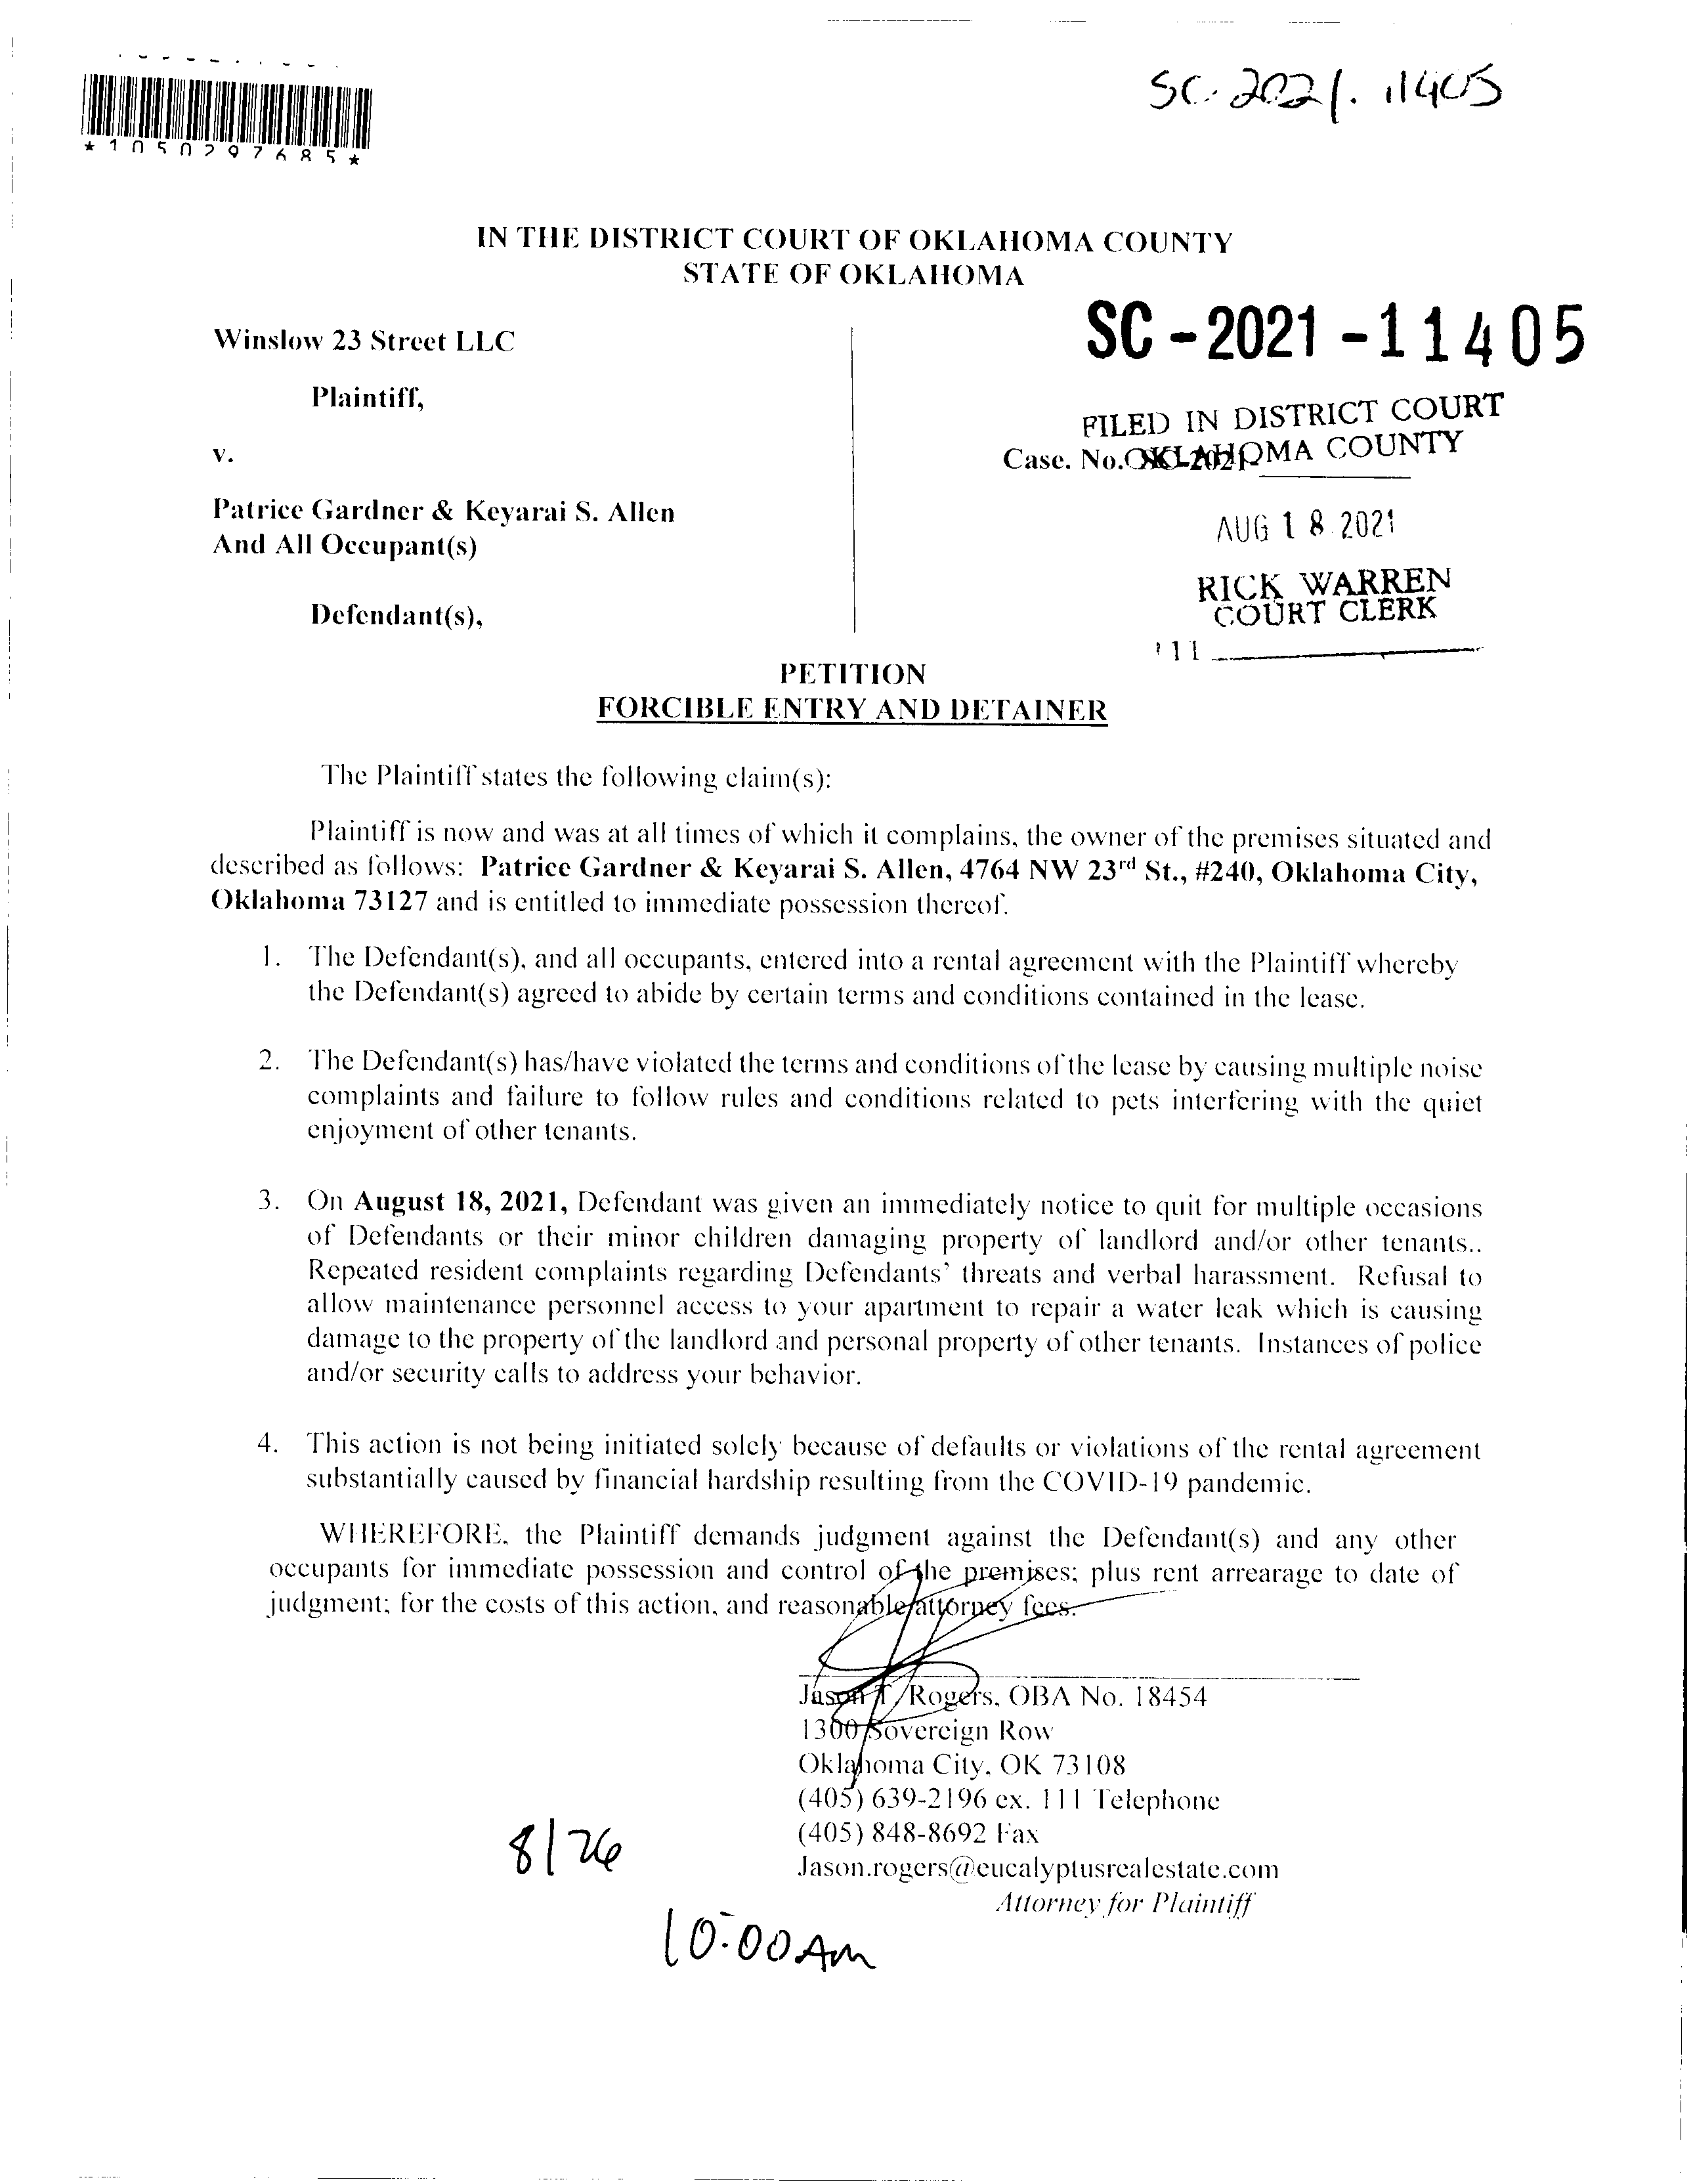 SC-2021-11405
*1050297685*
IN THE DISTRICT COURT OF OKLAHOMA COUNTY
STATE OF OKLAHOMA
SC-2021-11405
Winslow 23 Street LLC
Plaintiff,
FILED IN DISTRICT COURT
OKLAHOMA COUNTY
v.
Case. No. SC-2021-
Patrice Gardner & Keyarai S. Allen
AUG 18 2021
And All Occupant(s)
RICK WARREN
COURT CLERK
Defendant(s),
111
PETITION
FORCIBLE ENTRY AND DETAINER
The Plaintiff states the following claim(s):
Plaintiff is now and was at all times of which it complains, the owner of the premises situated and
described as follows: Patrice Gardner & Keyarai S. Allen, 4764 NW 23rd St., #240, Oklahoma City,
Oklahoma 73127 and is entitled to immediate possession thereof.
1. The Defendant(s), and all occupants, entered into a rental agreement with the Plaintiff whereby
the Defendant(s) agreed to abide by certain terms and conditions contained in the lease.
2. The Defendant(s) has/have violated the terms and conditions of the lease by causing multiple noise
complaints and failure to follow rules and conditions related to pets interfering with the quiet
enjoyment of other tenants.
3. On August 18, 2021, Defendant was given an immediately notice to quit for multiple occasions
of Defendants or their minor children damaging property of landlord and/or other tenants..
Repeated resident complaints regarding Defendants' threats and verbal harassment. Refusal to
allow maintenance personnel access to your apartment to repair a water leak which is causing
damage to the property of the landlord and personal property of other tenants. Instances of police
and/or security calls to address your behavior.
4. This action is not being initiated solely because of defaults or violations of the rental agreement
substantially caused by financial hardship resulting from the COVID-19 pandemic.
WHEREFORE, the Plaintiff demands judgment against the Defendant(s) and any other
occupants for immediate possession and control of the premises; plus rent arrearage to date of
judgment; for the costs of this action, and reasonable attorney fees.
Jason T. Rogers, OBA No. 18454
1300 Sovereign Row
Oklahoma City, OK 73108
(405) 639-2196 ex. 111 Telephone
(405) 848-8692 Fax
Jason.rogers@eucalyptusrealestate.com
Attorney for Plaintiff
8/26
10:00 AM